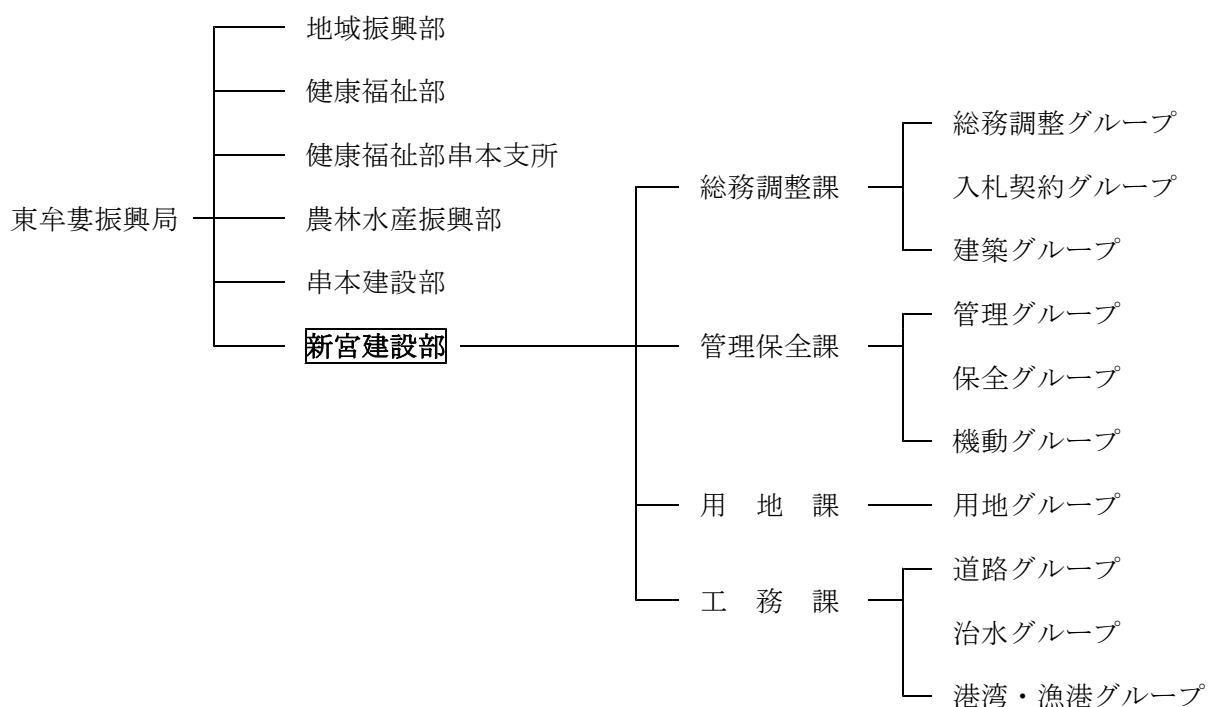 地域振興部
健康福祉部
健康福祉部串本支所
東牟婁振興局
農林水産振興部
串本建設部
新宮建設部
総務調整課
総務調整グループ
入札契約グループ
建築グループ
管理保全課
管理グループ
保全グループ
機動グループ
用　地　課
用地グループ
工　務　課
道路グループ
治水グループ
港湾・漁港グループ